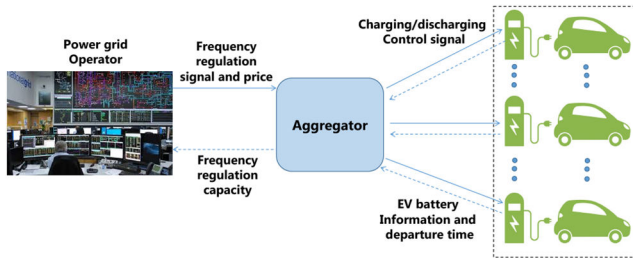 Power grid
Operator
Frequency
regulation
signal and price
Frequency
regulation
capacity
Aggregator
Charging/discharging
Control signal
EV battery
Information and
departure time